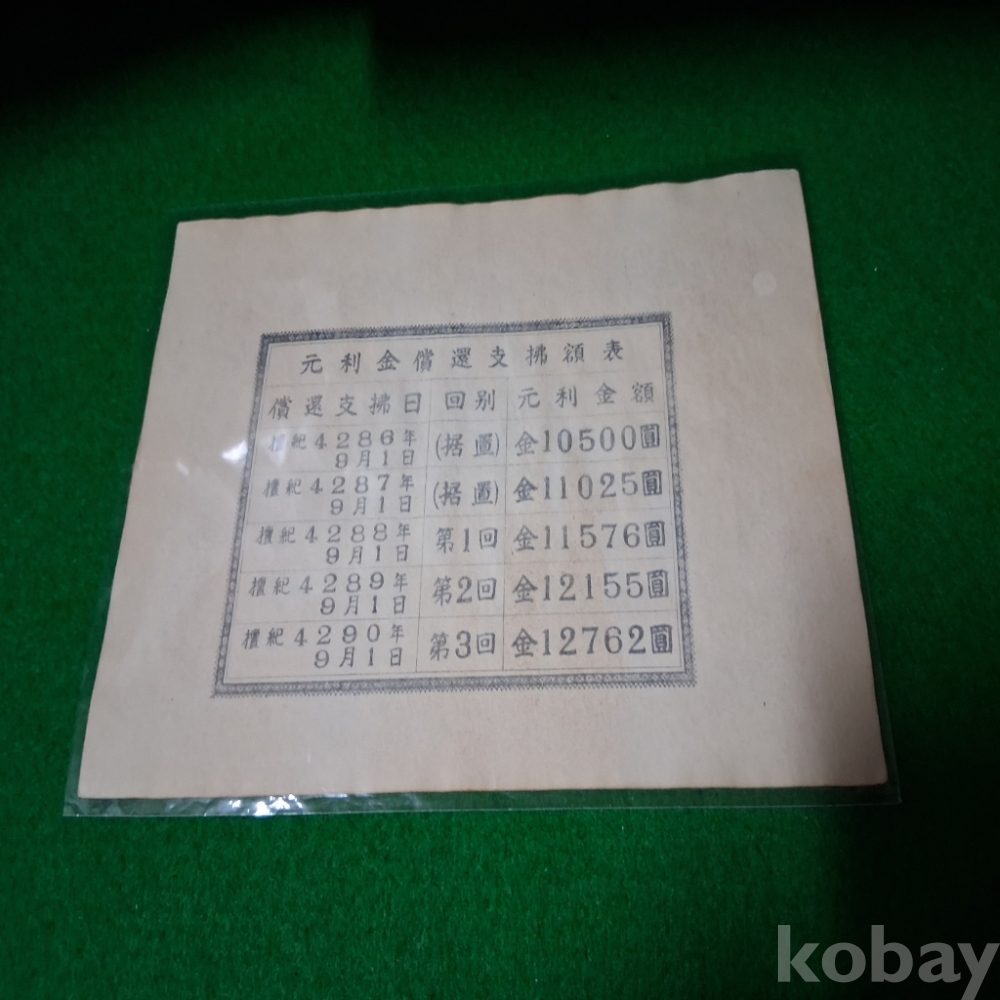 元利金償還支拂額表
償還支拂日 回別 元利金額
檀紀4286年9月1日 (据置) 金10500圓
檀紀4287年9月1日 (据置) 金11025圓
檀紀4288年9月1日 第1回 金11576圓
檀紀4289年9月1日 第2回 金12155圓
檀紀4290年9月1日 第3回 金12762圓
kobay